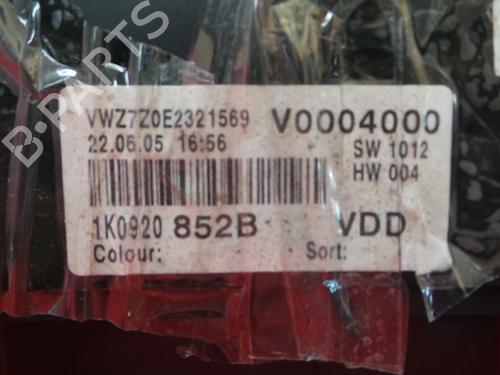 VWZ7Z0E2321569 V0004000
22.06.05 16:56 SW 1012
HW 004
1K0920 852B VDD
Colour: Sort:
B-PARTS